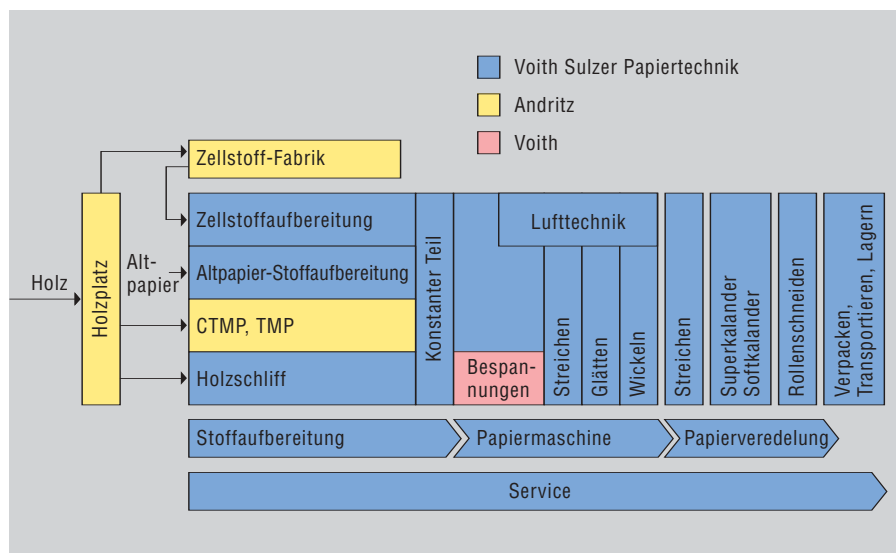 Voith Sulzer Papiertechnik
Andritz
Voith
Zellstoff-Fabrik
Zellstoffaufbereitung
Lufttechnik
Holz
Holzplatz
Alt-
papier
Altpapier-Stoffaufbereitung
CTMP, TMP
Holzschliff
Konstanter Teil
Bespan-
nungen
Streichen
Glätten
Wickeln
Streichen
Superkalander
Softkalander
Rollenschneiden
Verpacken,
Transportieren, Lagern
Stoffaufbereitung
Papiermaschine
Papierveredelung
Service